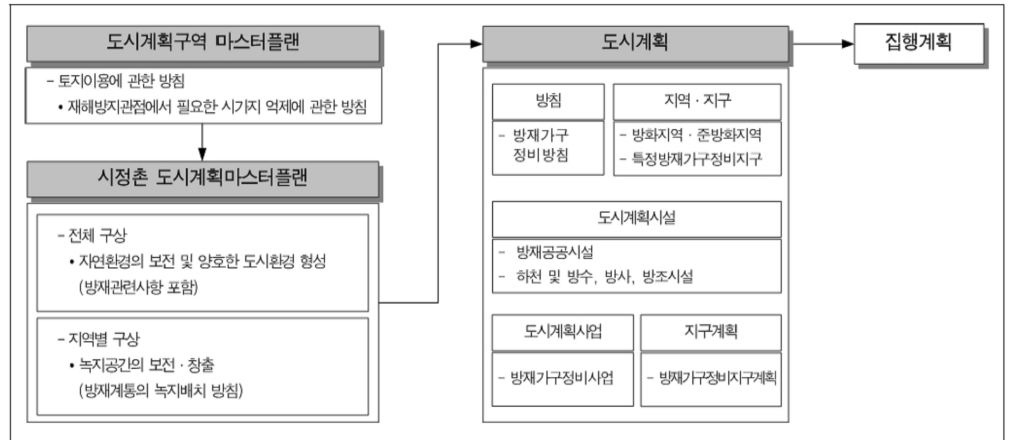 도시계획구역 마스터플랜
- 토지이용에 관한 방침
• 재해방지관점에서 필요한 시가지 억제에 관한 방침
시정촌 도시계획마스터플랜
- 전체 구상
• 자연환경의 보전 및 양호한 도시환경 형성
(방재관련사항 포함)
- 지역별 구상
• 녹지공간의 보전 · 창출
(방재계통의 녹지배치 방침)
도시계획
방침
- 방재가구
정비방침
지역 · 지구
- 방화지역 · 준방화지역
- 특정방재가구정비지구
도시계획시설
- 방재공공시설
- 하천 및 방수, 방사, 방조시설
도시계획사업
- 방재가구정비사업
지구계획
- 방재가구정비지구계획
집행계획